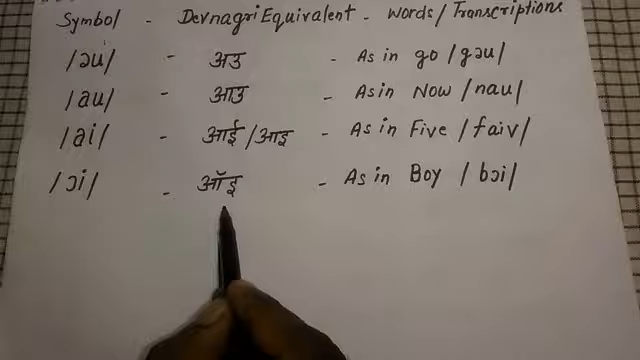 Symbol - Devnagri Equivalent - Words/Transcriptions
/əu/ - अउ - As in go /gəu/
/au/ - आउ - As in Now /nau/
/ai/ - आई/आइ - As in Five /faiv/
/ɔi/ - ऑइ - As in Boy /bɔi/